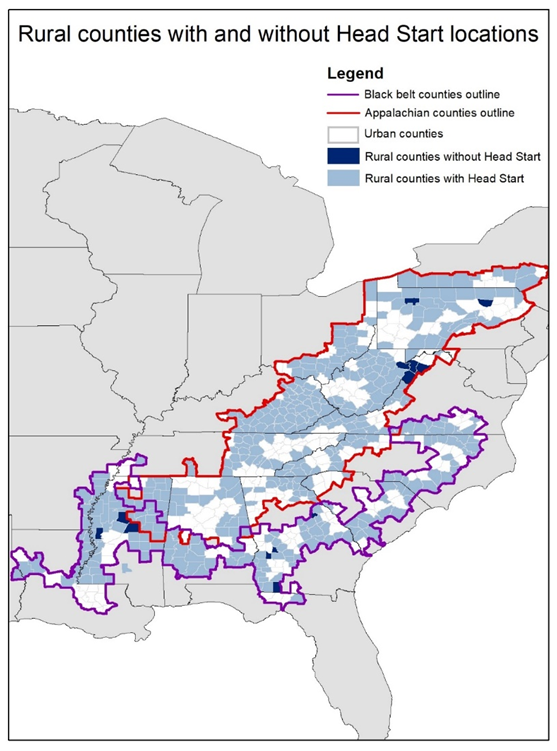 Rural counties with and without Head Start locations
Legend
Black belt counties outline
Appalachian counties outline
Urban counties
Rural counties without Head Start
Rural counties with Head Start